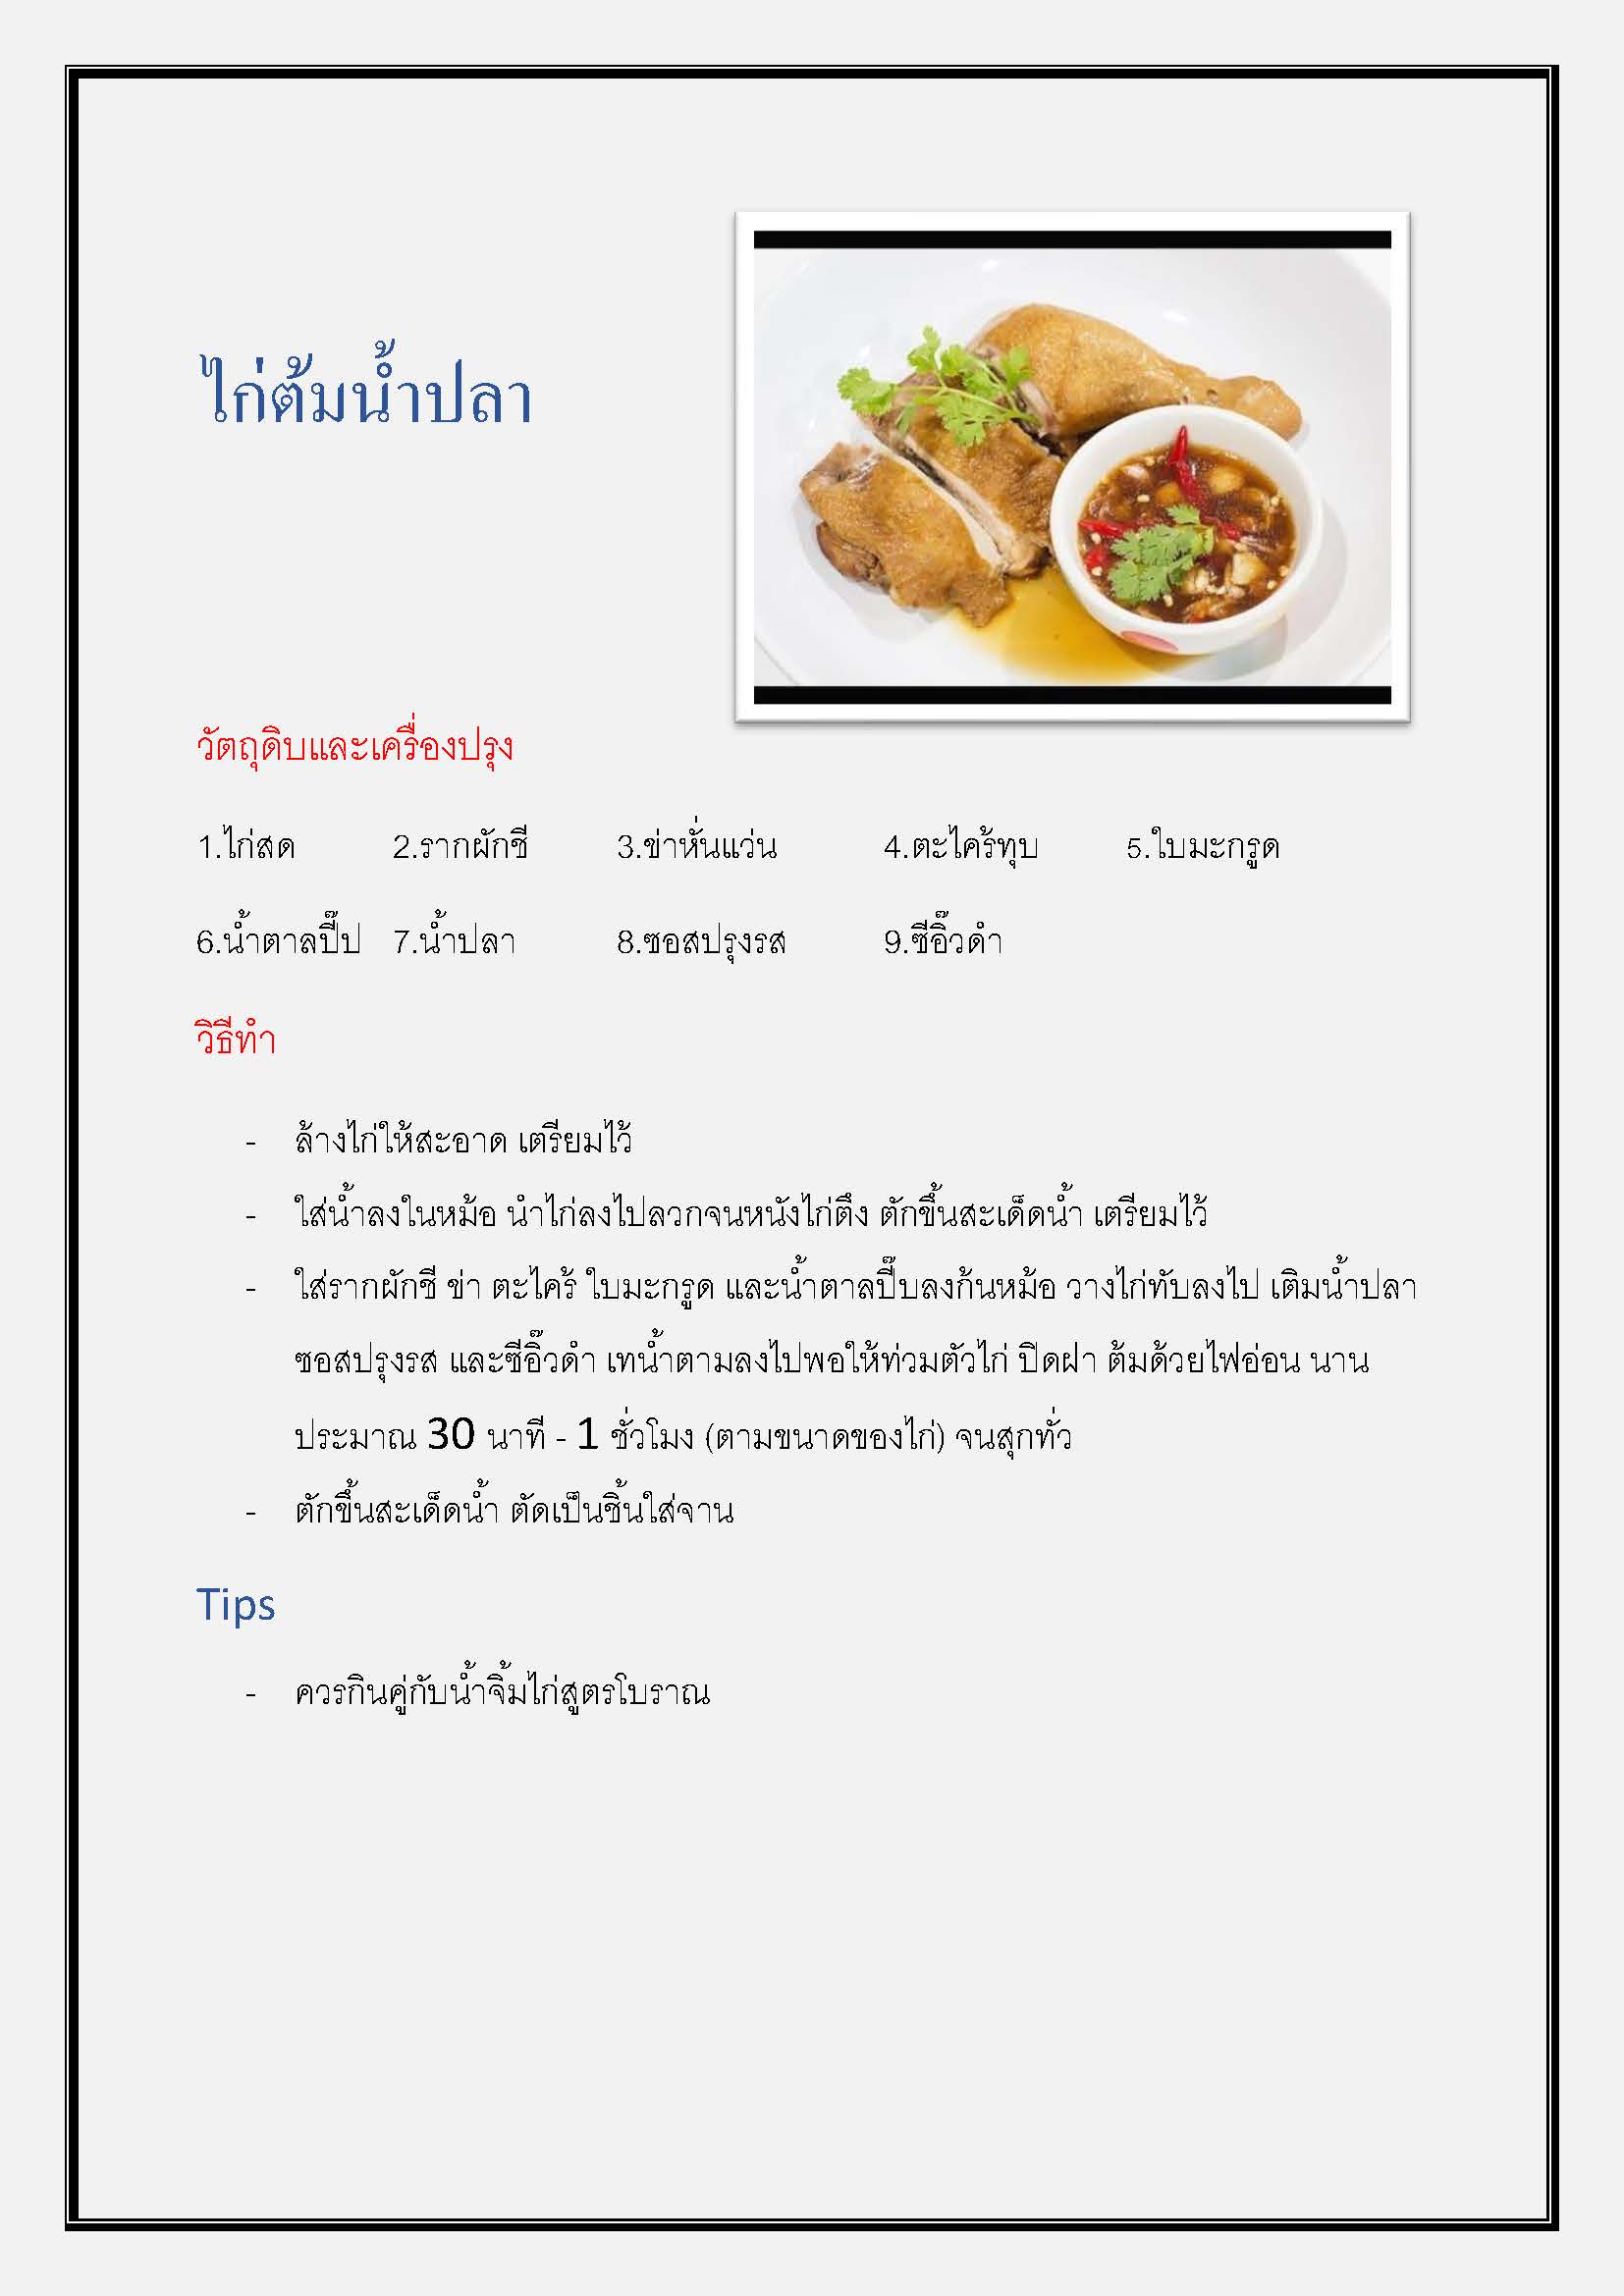 ไก่ต้มน้ำปลา
วัตถุดิบและเครื่องปรุง
1.ไก่สด 2.รากผักชี 3.ข่าหั่นแว่น 4.ตะไคร้ทุบ 5.ใบมะกรูด
6.น้ำตาลปี๊ป 7.น้ำปลา 8.ซอสปรุงรส 9.ซีอิ๊วดำ
วิธีทำ
- ล้างไก่ให้สะอาด เตรียมไว้
- ใส่น้ำลงในหม้อ นำไก่ลงไปลวกจนหนังไก่ตึง ตักขึ้นสะเด็ดน้ำ เตรียมไว้
- ใส่รากผักชี ข่า ตะไคร้ ใบมะกรูด และน้ำตาลปี๊บลงก้นหม้อ วางไก่ทับลงไป เติมน้ำปลา
ซอสปรุงรส และซีอิ๊วดำ เทน้ำตามลงไปพอให้ท่วมตัวไก่ ปิดฝา ต้มด้วยไฟอ่อน นาน
ประมาณ 30 นาที - 1 ชั่วโมง (ตามขนาดของไก่) จนสุกทั่ว
- ตักขึ้นสะเด็ดน้ำ ตัดเป็นชิ้นใส่จาน
Tips
- ควรกินคู่กับน้ำจิ้มไก่สูตรโบราณ